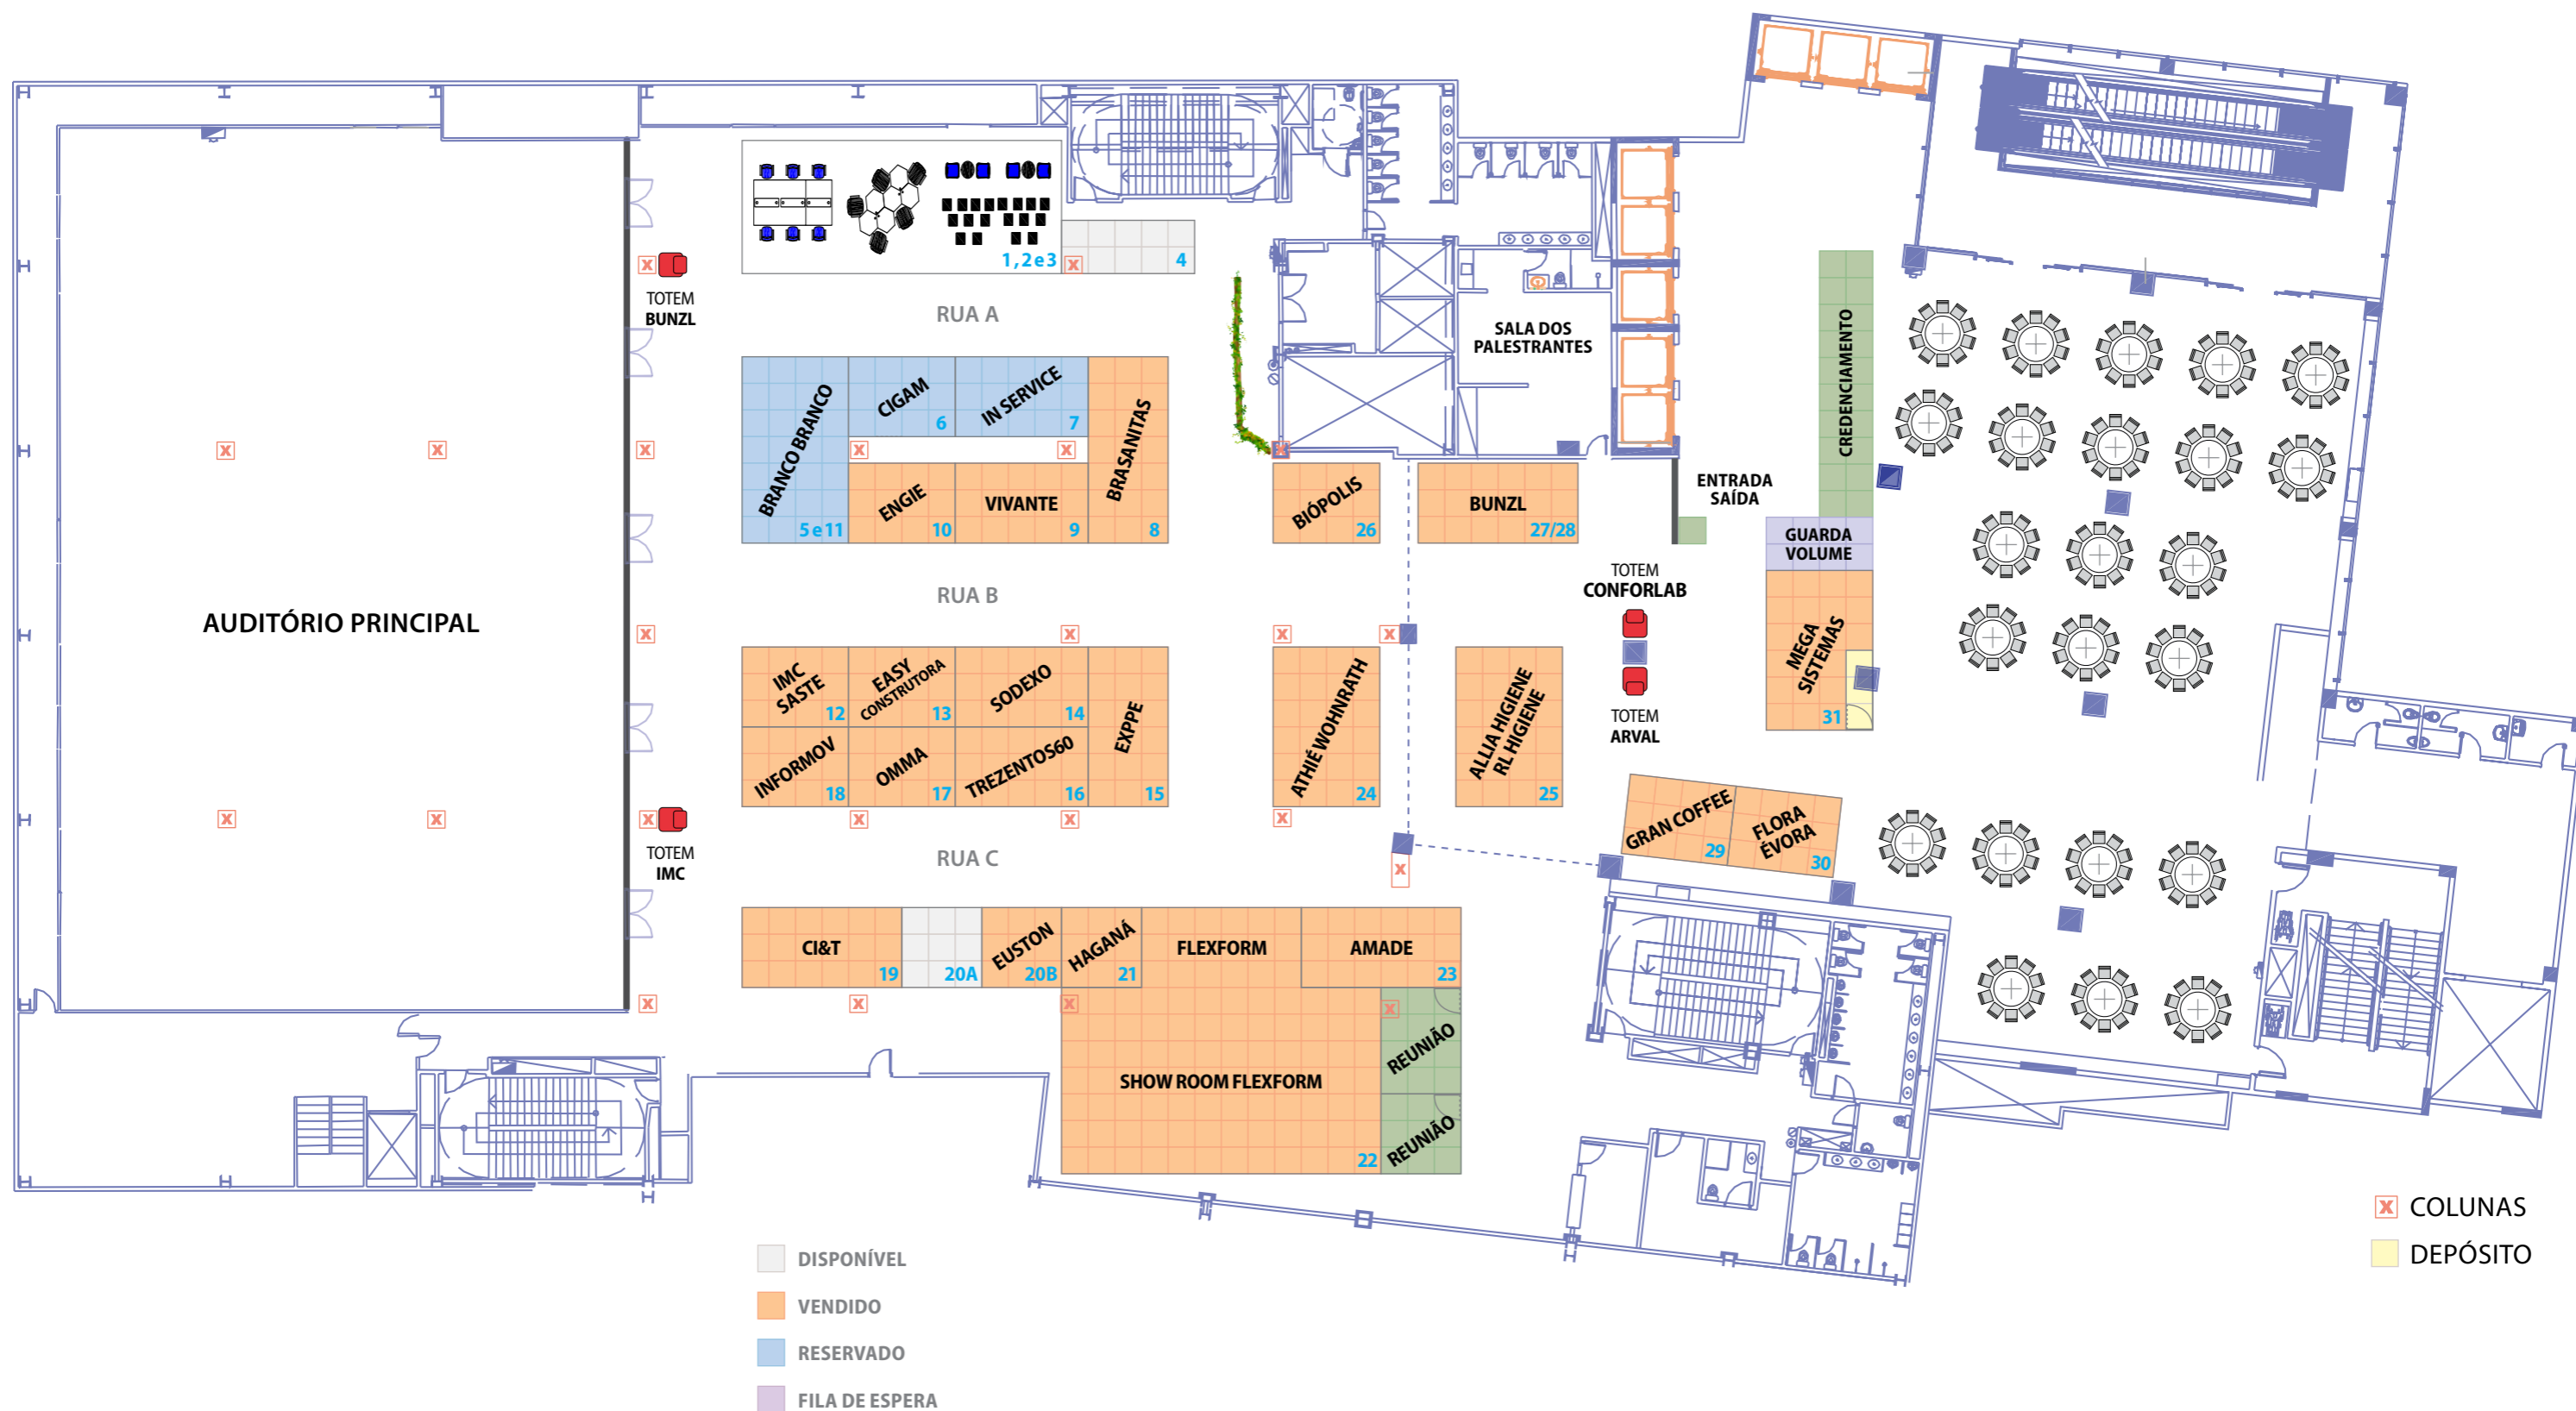 1, 2 e 3
4
TOTEM
BUNZL
RUA A
SALA DOS
PALESTRANTES
CREDENCIAMENTO
BRANCO BRANCO
5 e 11
CIGAM
6
IN SERVICE
7
BRASANITAS
8
ENGIE
10
VIVANTE
9
BIÓPOLIS
26
BUNZL
27/28
ENTRADA
SAÍDA
GUARDA
VOLUME
TOTEM
CONFORLAB
RUA B
AUDITÓRIO PRINCIPAL
IMC
SASTE
12
EASY
CONSTRUTORA
13
SODEXO
14
EXPPE
15
INFORMOV
18
OMMA
17
TREZENTOS60
16
ATHIÉ WOHNRATH
24
ALLIA HIGIENE
RL HIGIENE
25
MEGA
SISTEMAS
31
TOTEM
ARVAL
GRAN COFFEE
29
FLORA
ÉVORA
30
TOTEM
IMC
RUA C
CI&T
19
20A
EUSTON
20B
HAGANÁ
21
FLEXFORM
AMADE
23
SHOW ROOM FLEXFORM
22
REUNIÃO
REUNIÃO
X COLUNAS
DEPÓSITO
DISPONÍVEL
VENDIDO
RESERVADO
FILA DE ESPERA